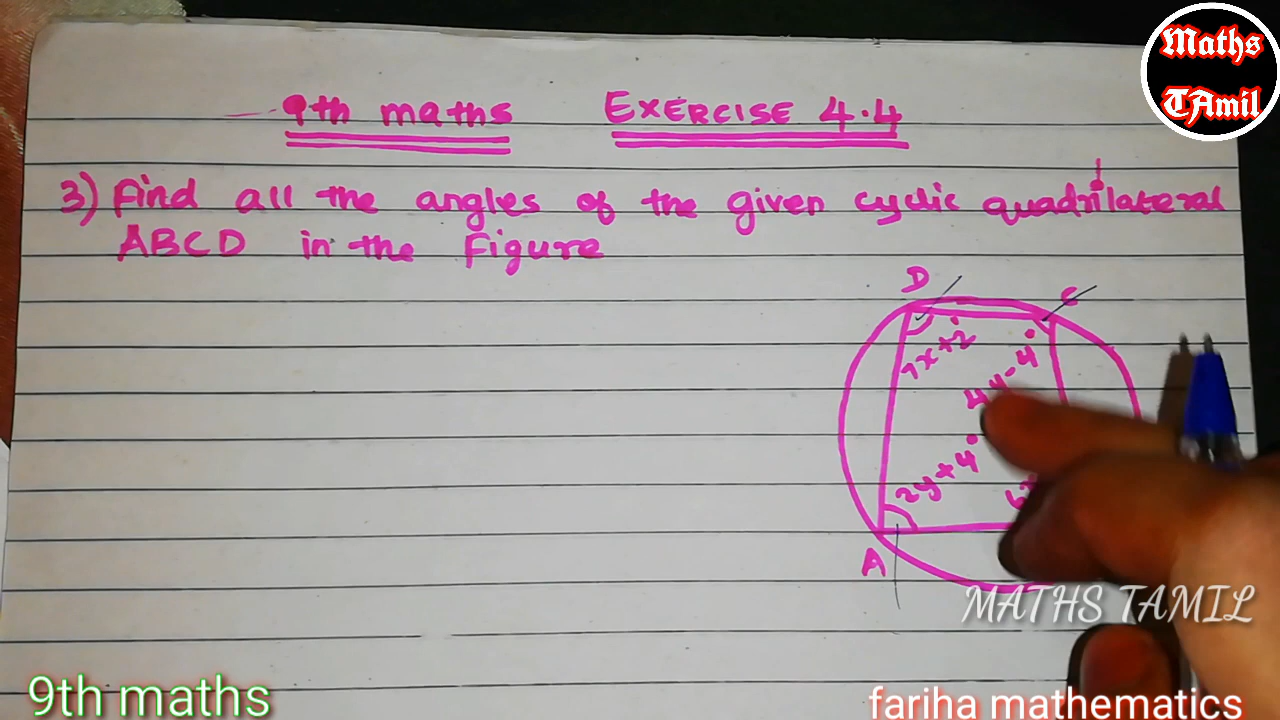 Maths
TAmil
9th maths EXERCISE 4.4
3) Find all the angles of the given cyclic quadrilateral
ABCD in the Figure
D
C
7x+2°
4y-4°
2y+4°
A
MATHS TAMIL
9th maths
fariha mathematics